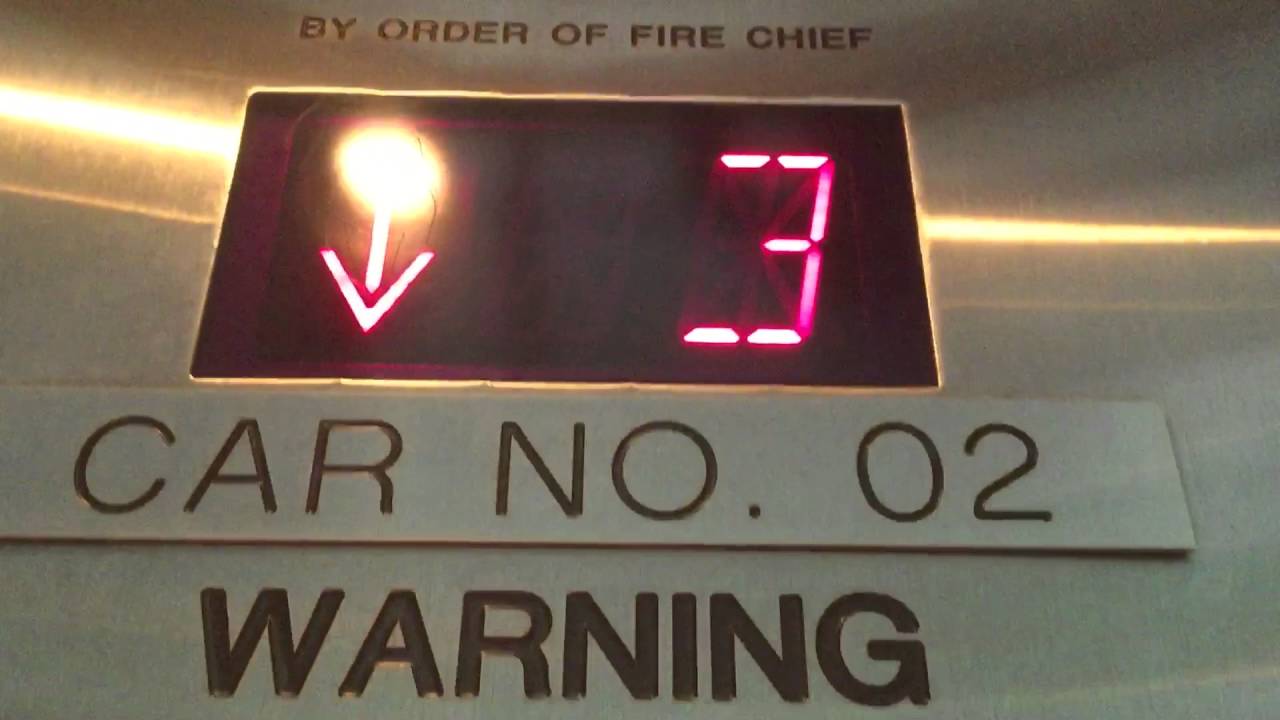 BY ORDER OF FIRE CHIEF
↓ 3
CAR NO. 02
WARNING